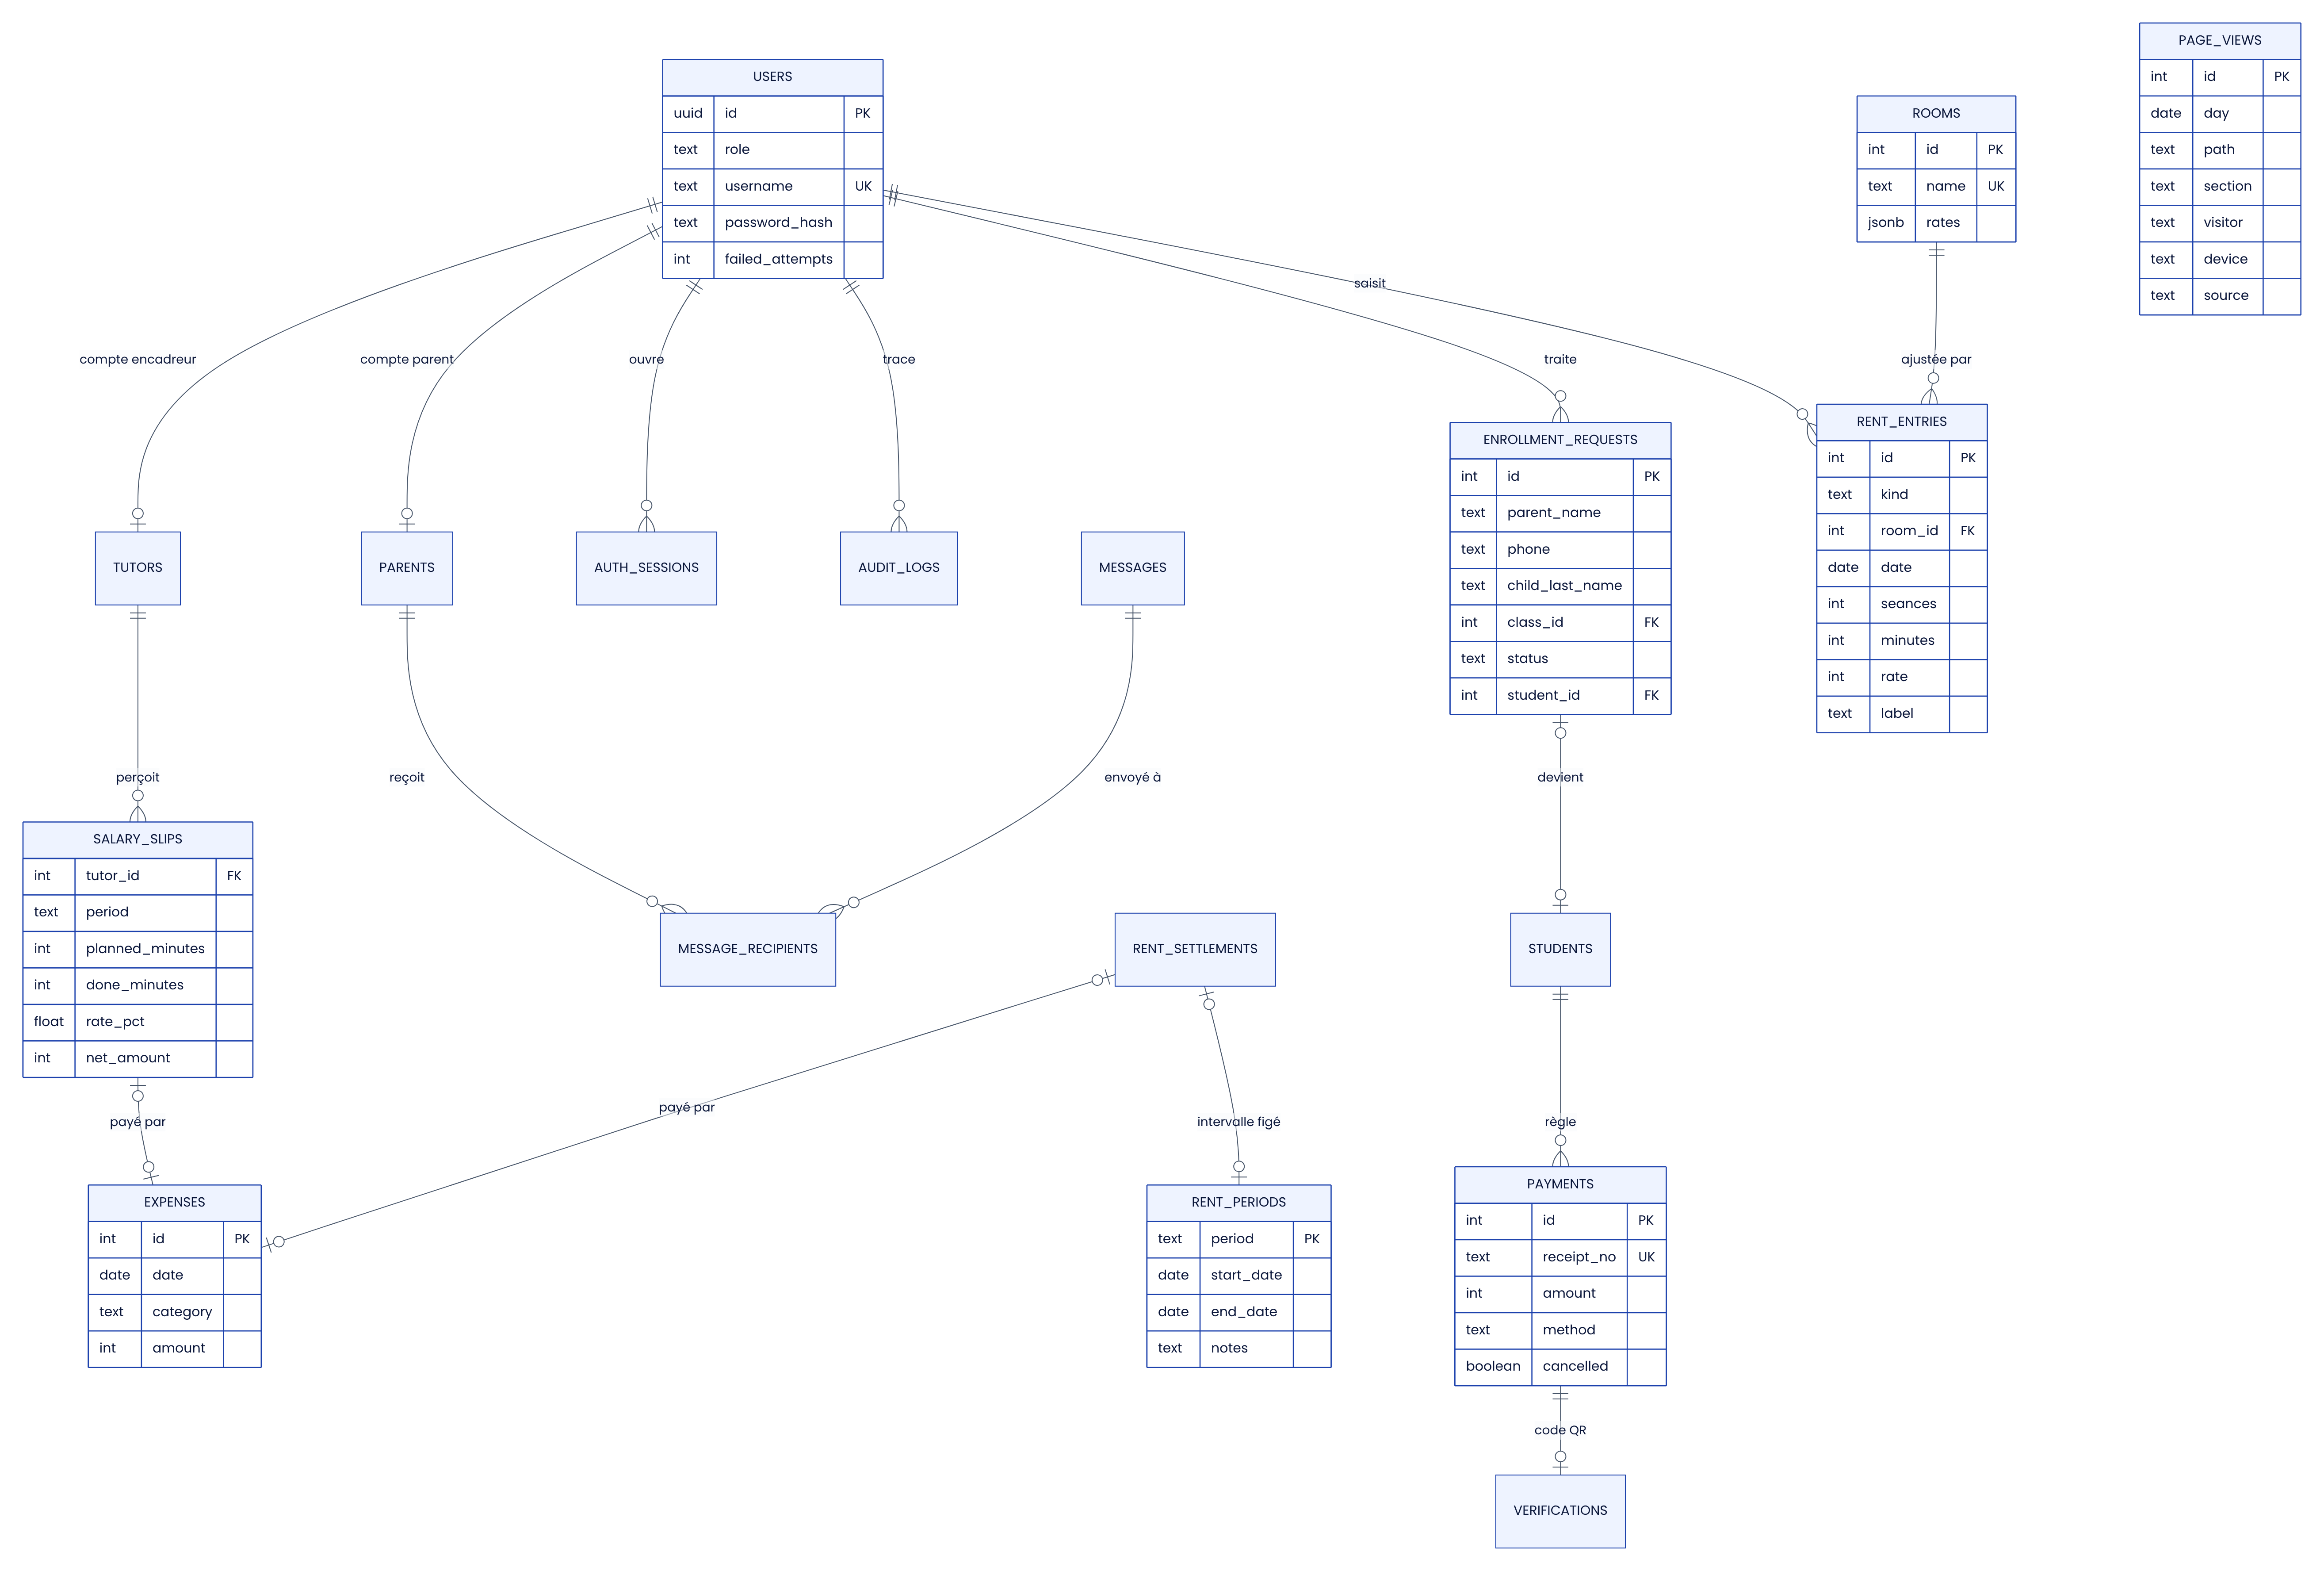 PAGE_VIEWS
int id PK
date day
text path
text section
text visitor
text device
text source
USERS
uuid id PK
text role
text username UK
text password_hash
int failed_attempts
ROOMS
int id PK
text name UK
jsonb rates
saisit
compte encadreur
compte parent
ouvre
trace
traite
ajustée par
ENROLLMENT_REQUESTS
int id PK
text parent_name
text phone
text child_last_name
int class_id FK
text status
int student_id FK
RENT_ENTRIES
int id PK
text kind
int room_id FK
date date
int seances
int minutes
int rate
text label
TUTORS
PARENTS
AUTH_SESSIONS
AUDIT_LOGS
MESSAGES
perçoit
reçoit
envoyé à
devient
SALARY_SLIPS
int tutor_id FK
text period
int planned_minutes
int done_minutes
float rate_pct
int net_amount
MESSAGE_RECIPIENTS
RENT_SETTLEMENTS
STUDENTS
payé par
payé par
intervalle figé
règle
EXPENSES
int id PK
date date
text category
int amount
RENT_PERIODS
text period PK
date start_date
date end_date
text notes
PAYMENTS
int id PK
text receipt_no UK
int amount
text method
boolean cancelled
code QR
VERIFICATIONS